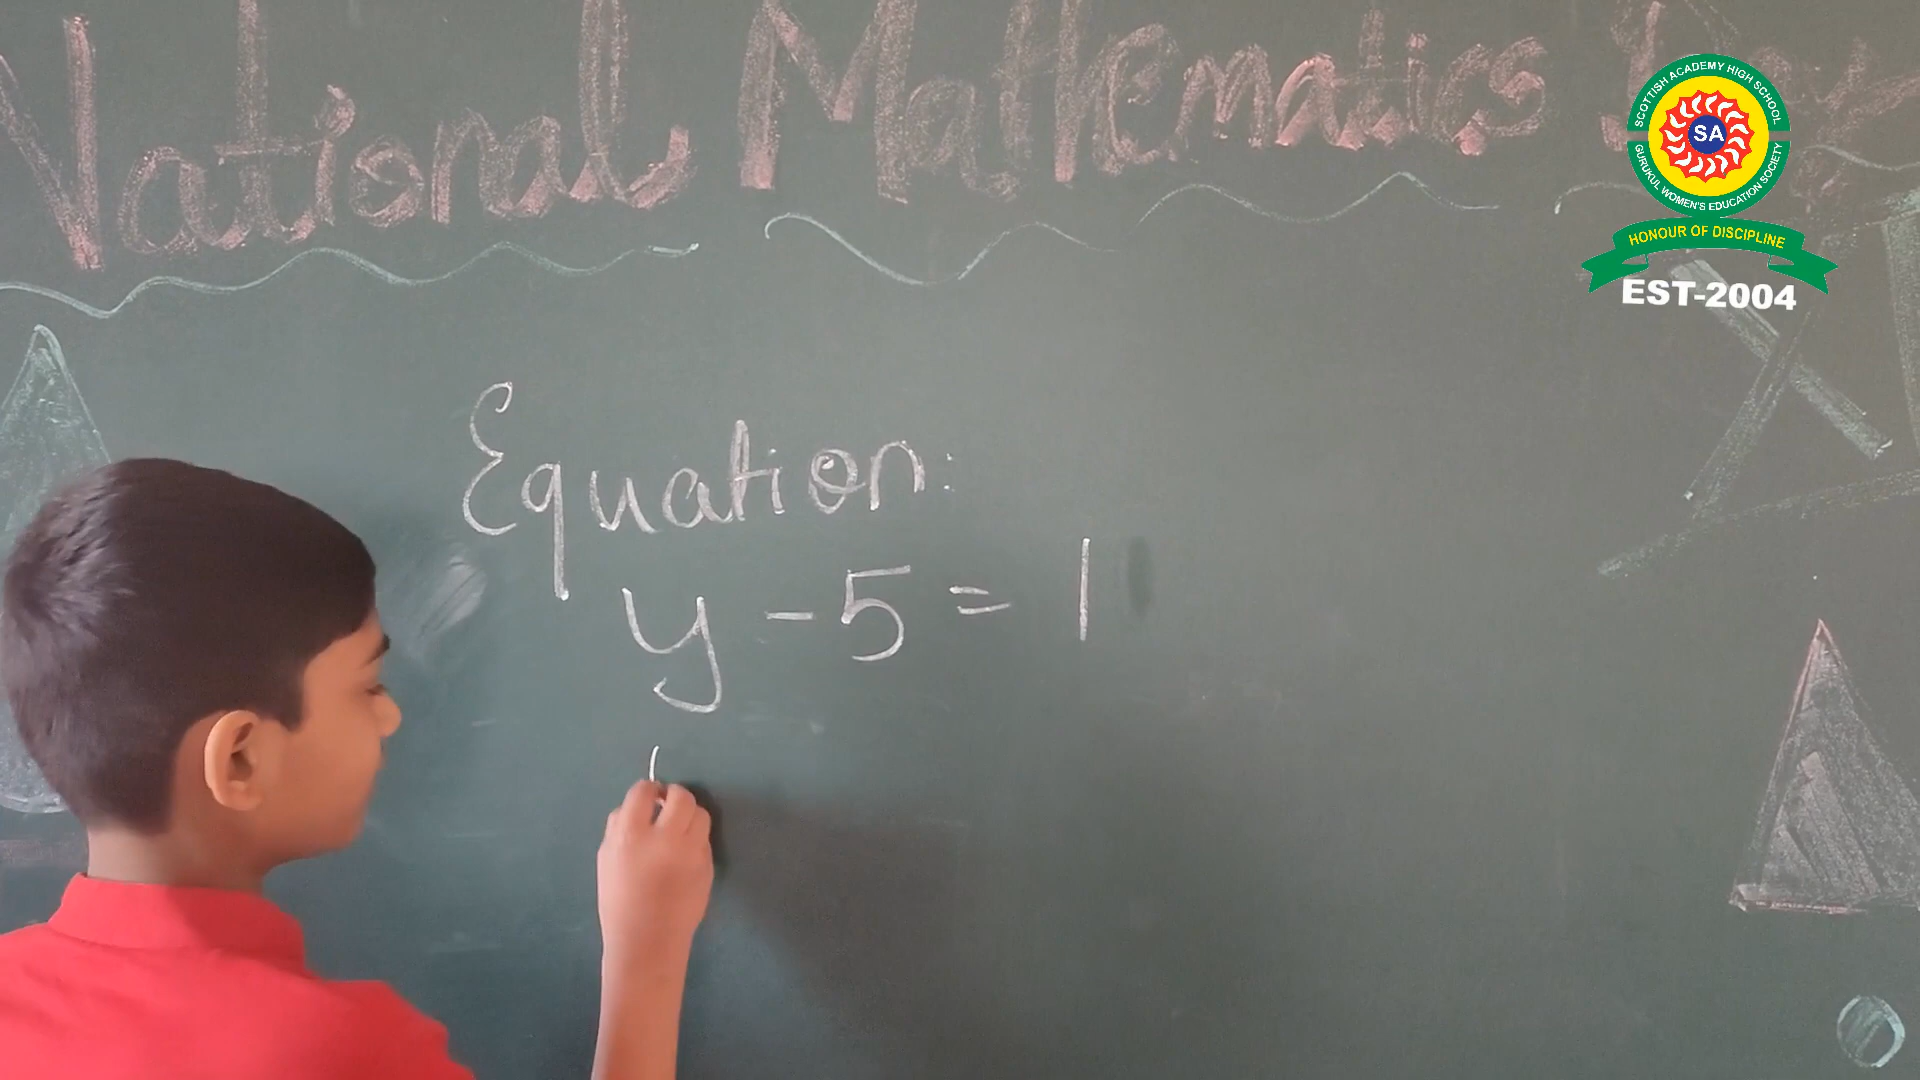 National Mathematics
SCOTTISH ACADEMY HIGH SCHOOL
SA
GURUKUL WOMEN'S EDUCATION SOCIETY
HONOUR OF DISCIPLINE
EST-2004
Equation:
y - 5 = 1